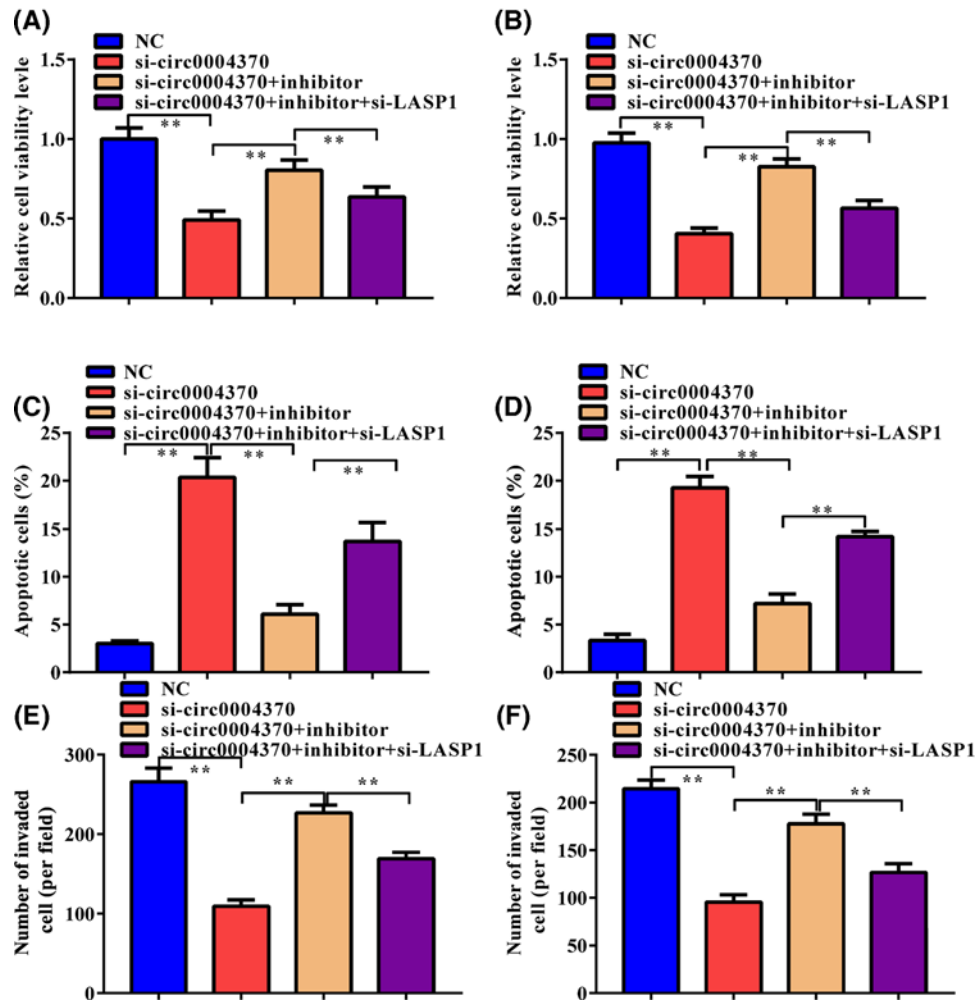 (A)
NC
si-circ0004370
si-circ0004370+inhibitor
si-circ0004370+inhibitor+si-LASP1
Relative cell viability levle
1.5
1.0
0.5
0.0
**
**
**
(B)
NC
si-circ0004370
si-circ0004370+inhibitor
si-circ0004370+inhibitor+si-LASP1
Relative cell viability levle
1.5
1.0
0.5
0.0
**
**
**
(C)
NC
si-circ0004370
si-circ0004370+inhibitor
si-circ0004370+inhibitor+si-LASP1
Apoptotic cells (%)
25
20
15
10
5
0
**
**
**
(D)
NC
si-circ0004370
si-circ0004370+inhibitor
si-circ0004370+inhibitor+si-LASP1
Apoptotic cells (%)
25
20
15
10
5
0
**
**
**
(E)
NC
si-circ0004370
si-circ0004370+inhibitor
si-circ0004370+inhibitor+si-LASP1
Number of invaded
cell (per field)
300
200
100
0
**
**
**
(F)
NC
si-circ0004370
si-circ0004370+inhibitor
si-circ0004370+inhibitor+si-LASP1
Number of invaded
cell (per field)
250
200
150
100
50
0
**
**
**